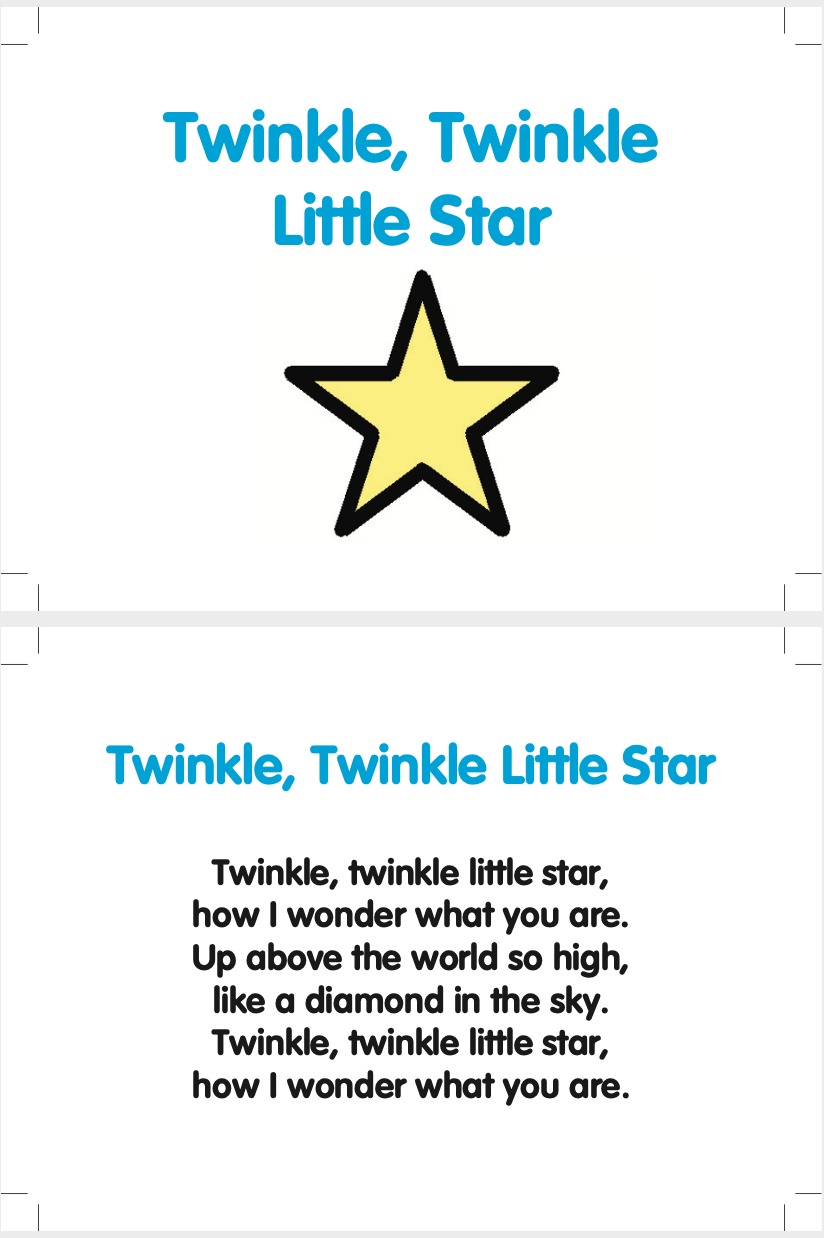 Twinkle, Twinkle
Little Star
Twinkle, Twinkle Little Star
Twinkle, twinkle little star,
how I wonder what you are.
Up above the world so high,
like a diamond in the sky.
Twinkle, twinkle little star,
how I wonder what you are.